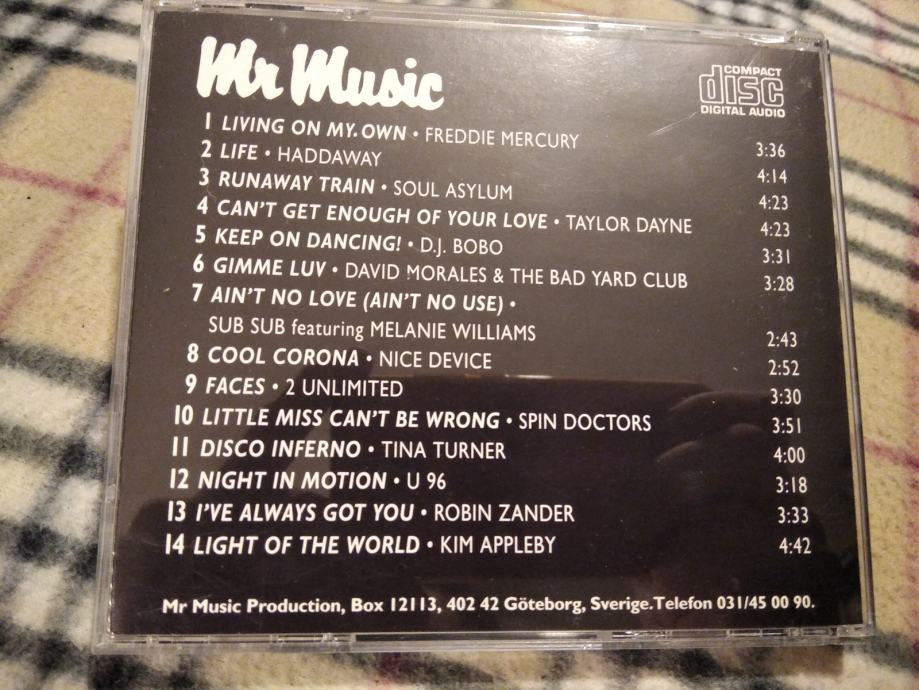 Mr Music
COMPACT
disc
DIGITAL AUDIO
1 LIVING ON MY. OWN • FREDDIE MERCURY 3:36
2 LIFE • HADDAWAY 4:14
3 RUNAWAY TRAIN • SOUL ASYLUM 4:23
4 CAN'T GET ENOUGH OF YOUR LOVE • TAYLOR DAYNE 4:23
5 KEEP ON DANCING! • D.J. BOBO 3:31
6 GIMME LUV • DAVID MORALES & THE BAD YARD CLUB 3:28
7 AIN'T NO LOVE (AIN'T NO USE) •
SUB SUB featuring MELANIE WILLIAMS 2:43
8 COOL CORONA • NICE DEVICE 2:52
9 FACES • 2 UNLIMITED 3:30
10 LITTLE MISS CAN'T BE WRONG • SPIN DOCTORS 3:51
11 DISCO INFERNO • TINA TURNER 4:00
12 NIGHT IN MOTION • U 96 3:18
13 I'VE ALWAYS GOT YOU • ROBIN ZANDER 3:33
14 LIGHT OF THE WORLD • KIM APPLEBY 4:42
Mr Music Production, Box 12113, 402 42 Göteborg, Sverige.Telefon 031/45 00 90.